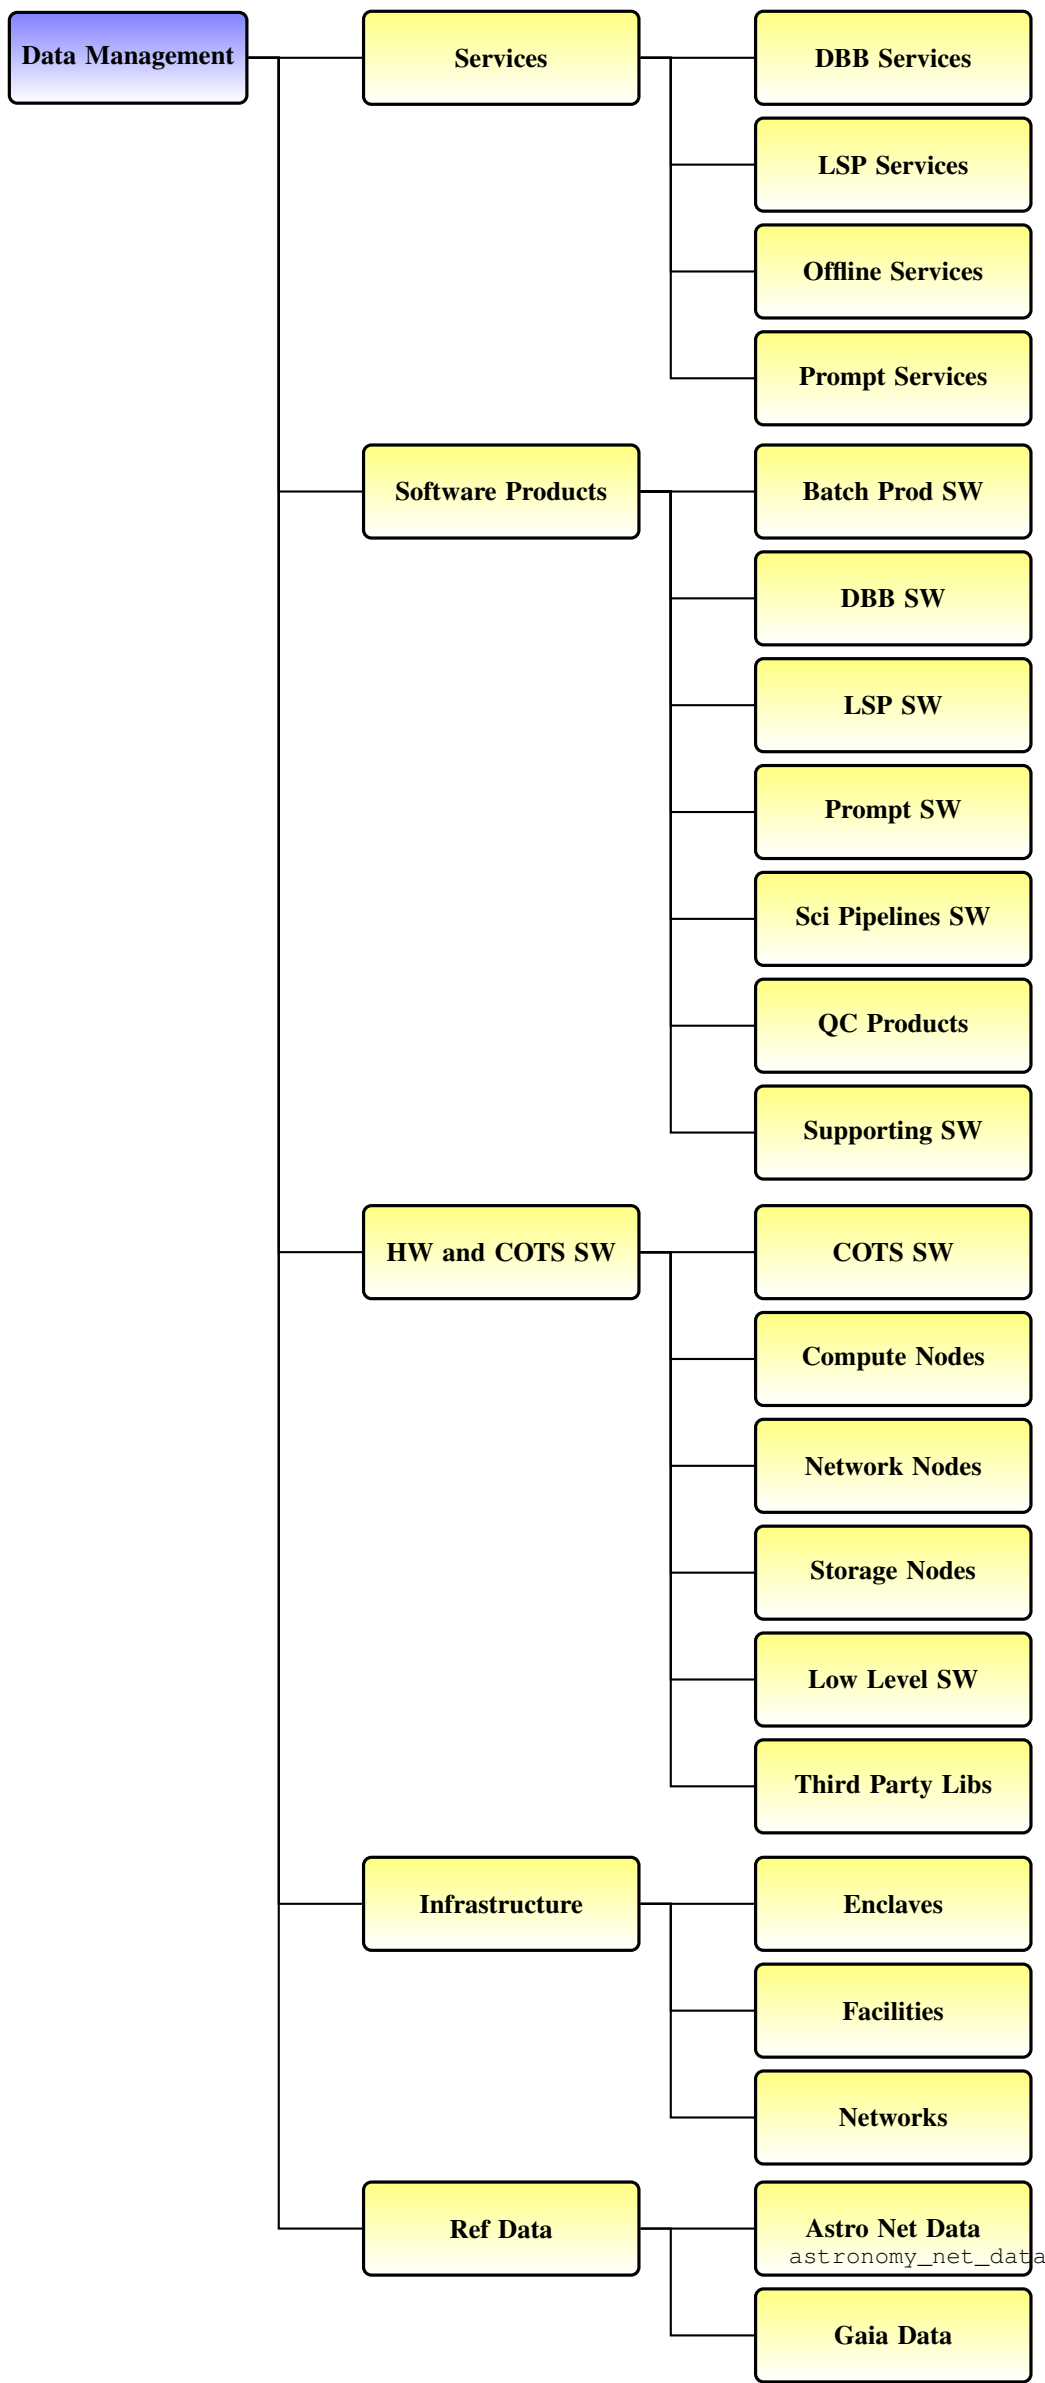 Data Management
Services
DBB Services
LSP Services
Offline Services
Prompt Services
Software Products
Batch Prod SW
DBB SW
LSP SW
Prompt SW
Sci Pipelines SW
QC Products
Supporting SW
HW and COTS SW
COTS SW
Compute Nodes
Network Nodes
Storage Nodes
Low Level SW
Third Party Libs
Infrastructure
Enclaves
Facilities
Networks
Ref Data
Astro Net Data
astronomy_net_data
Gaia Data